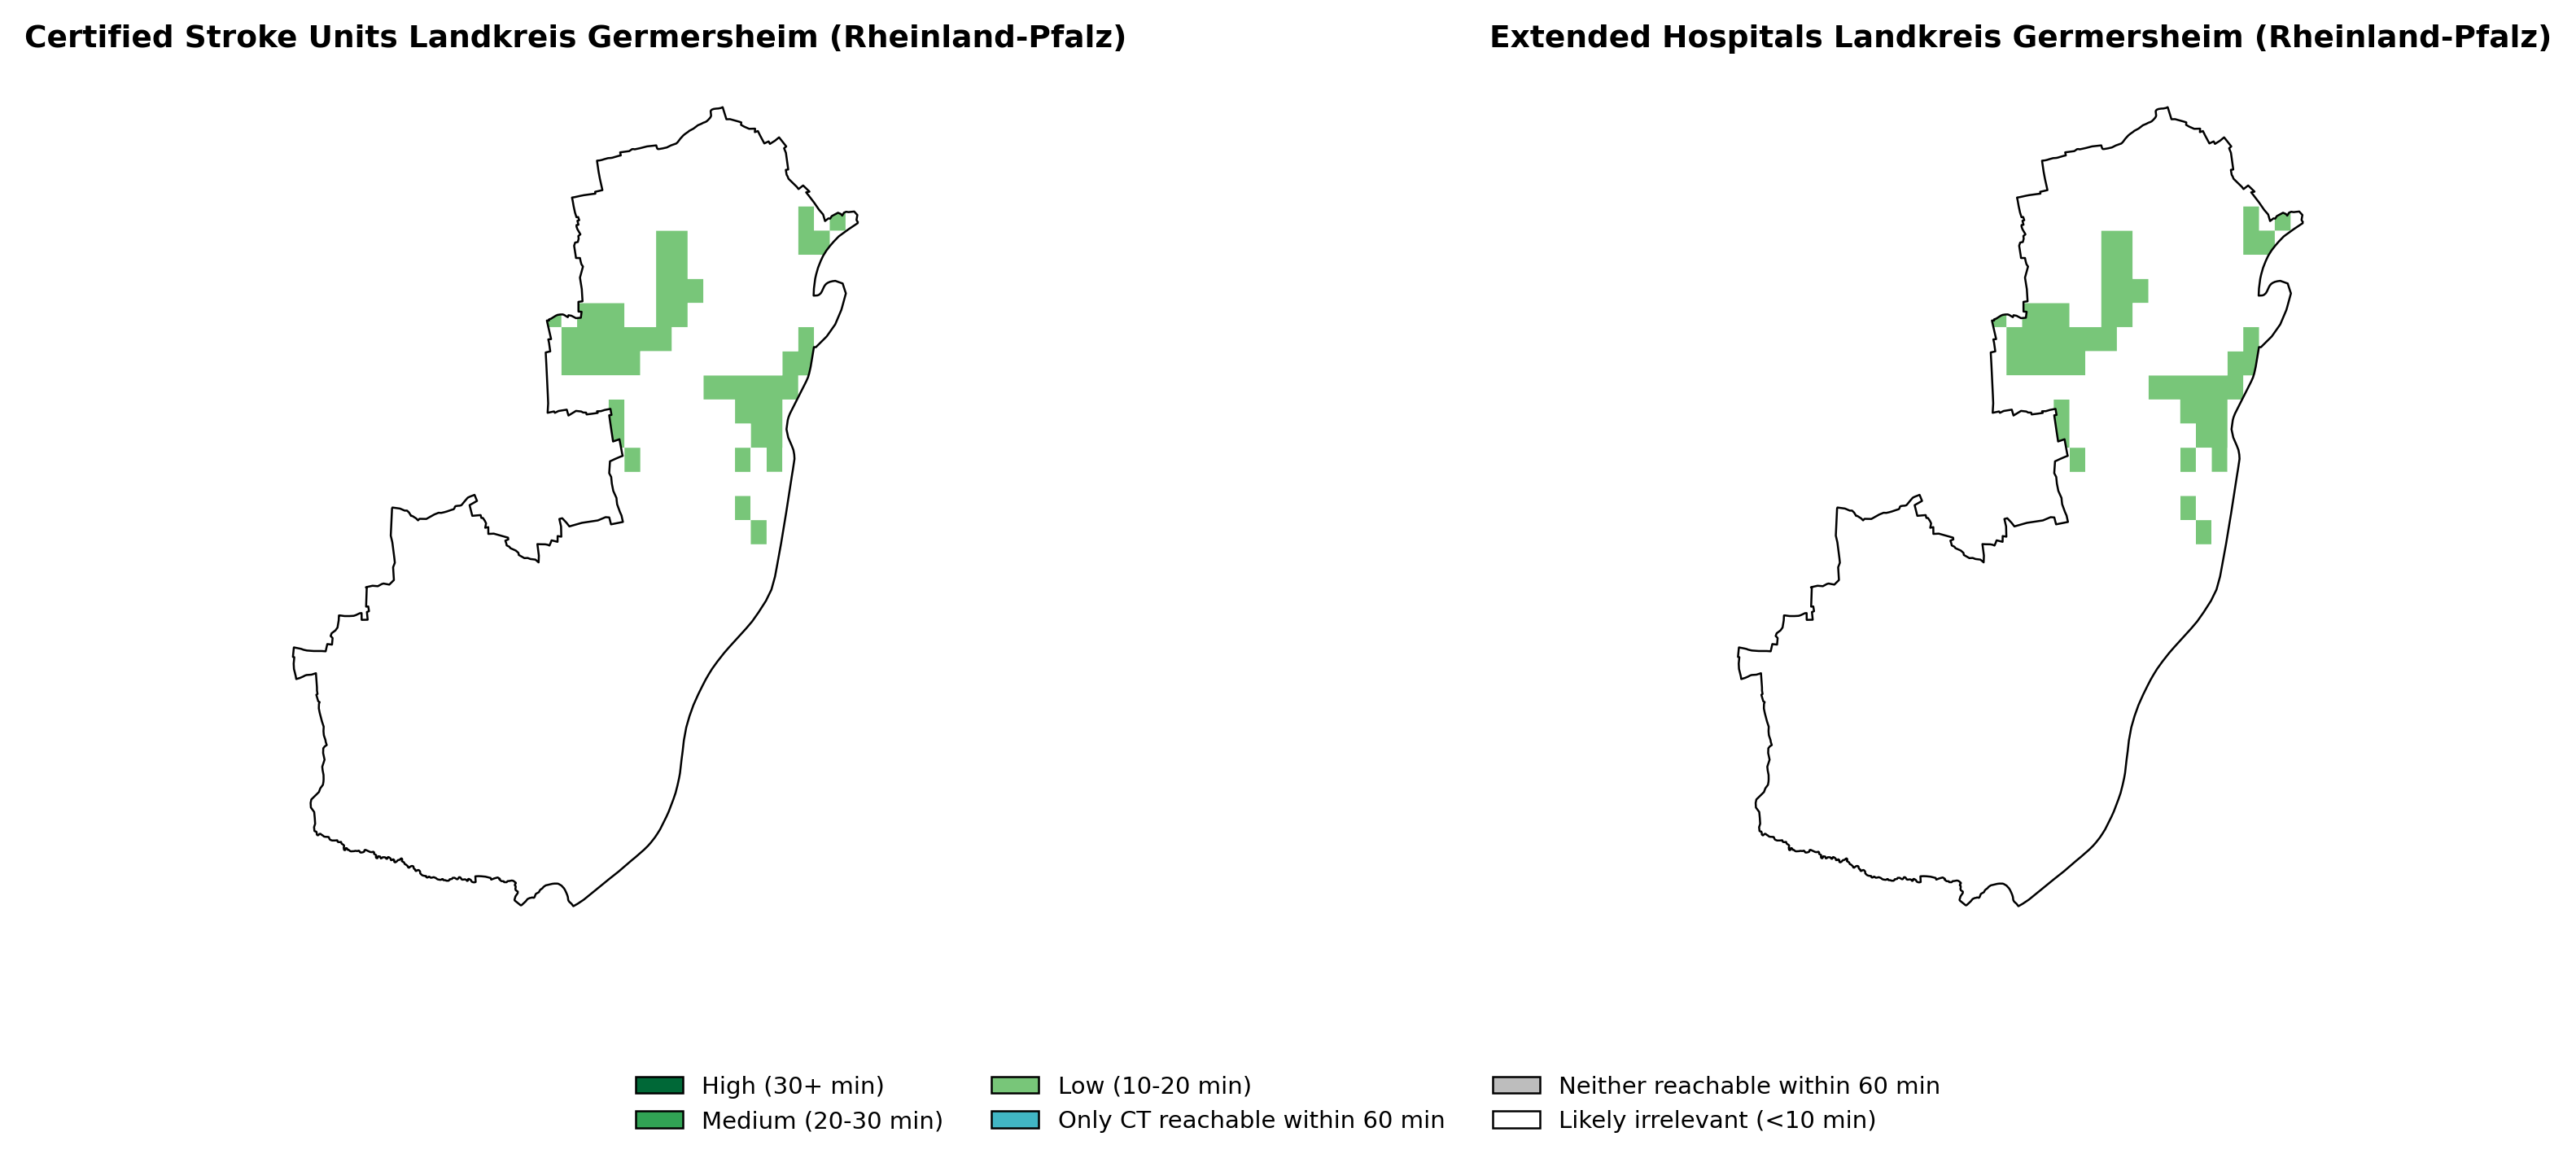 Certified Stroke Units Landkreis Germersheim (Rheinland-Pfalz)
Extended Hospitals Landkreis Germersheim (Rheinland-Pfalz)
High (30+ min)
Medium (20-30 min)
Low (10-20 min)
Only CT reachable within 60 min
Neither reachable within 60 min
Likely irrelevant (<10 min)